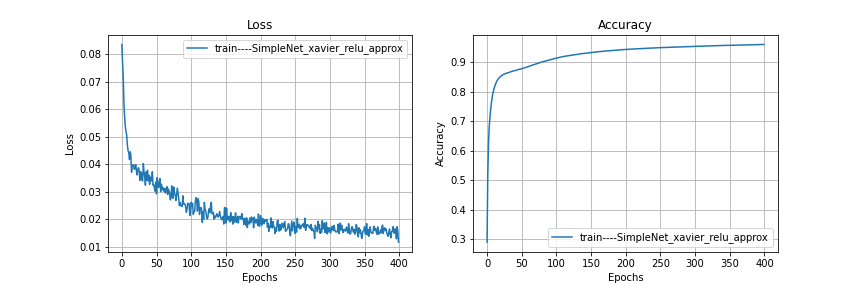 Loss
train----SimpleNet_xavier_relu_approx
0.08
0.07
0.06
0.05
0.04
0.03
0.02
0.01
Loss
0 50 100 150 200 250 300 350 400
Epochs
Accuracy
0.9
0.8
0.7
0.6
0.5
0.4
0.3
Accuracy
train----SimpleNet_xavier_relu_approx
0 50 100 150 200 250 300 350 400
Epochs